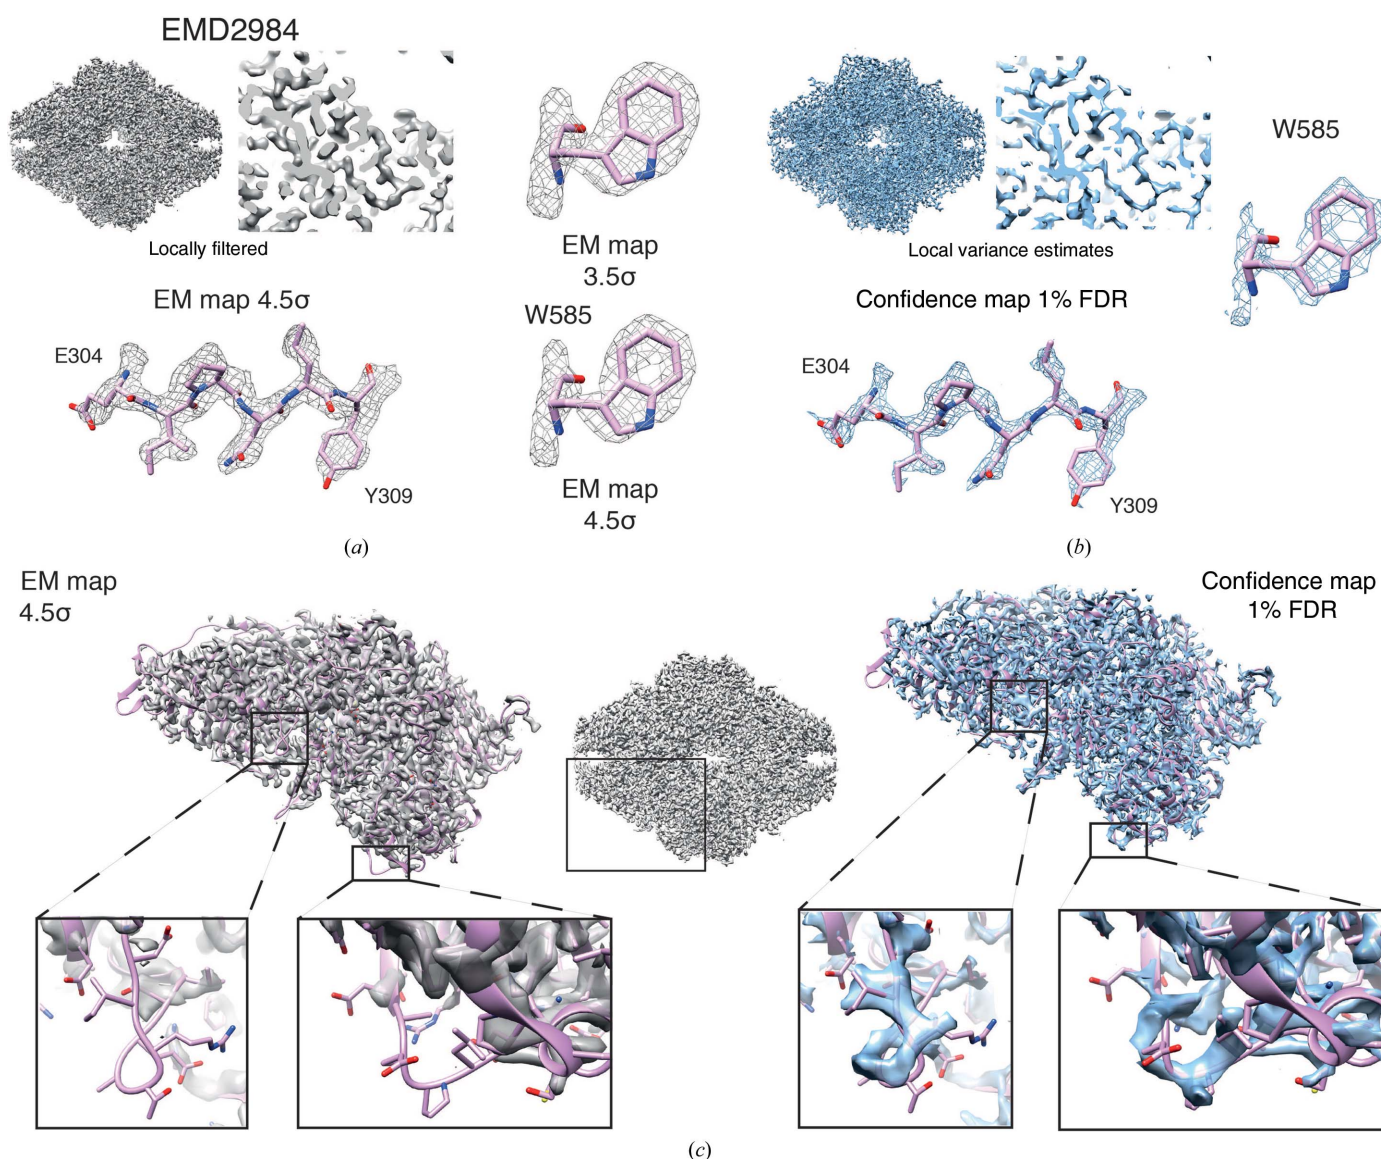 EMD2984
Locally filtered
EM map 4.5σ
E304
Y309
EM map
3.5σ
W585
EM map
4.5σ
(a)
Local variance estimates
W585
Confidence map 1% FDR
E304
Y309
(b)
EM map
4.5σ
Confidence map
1% FDR
(c)